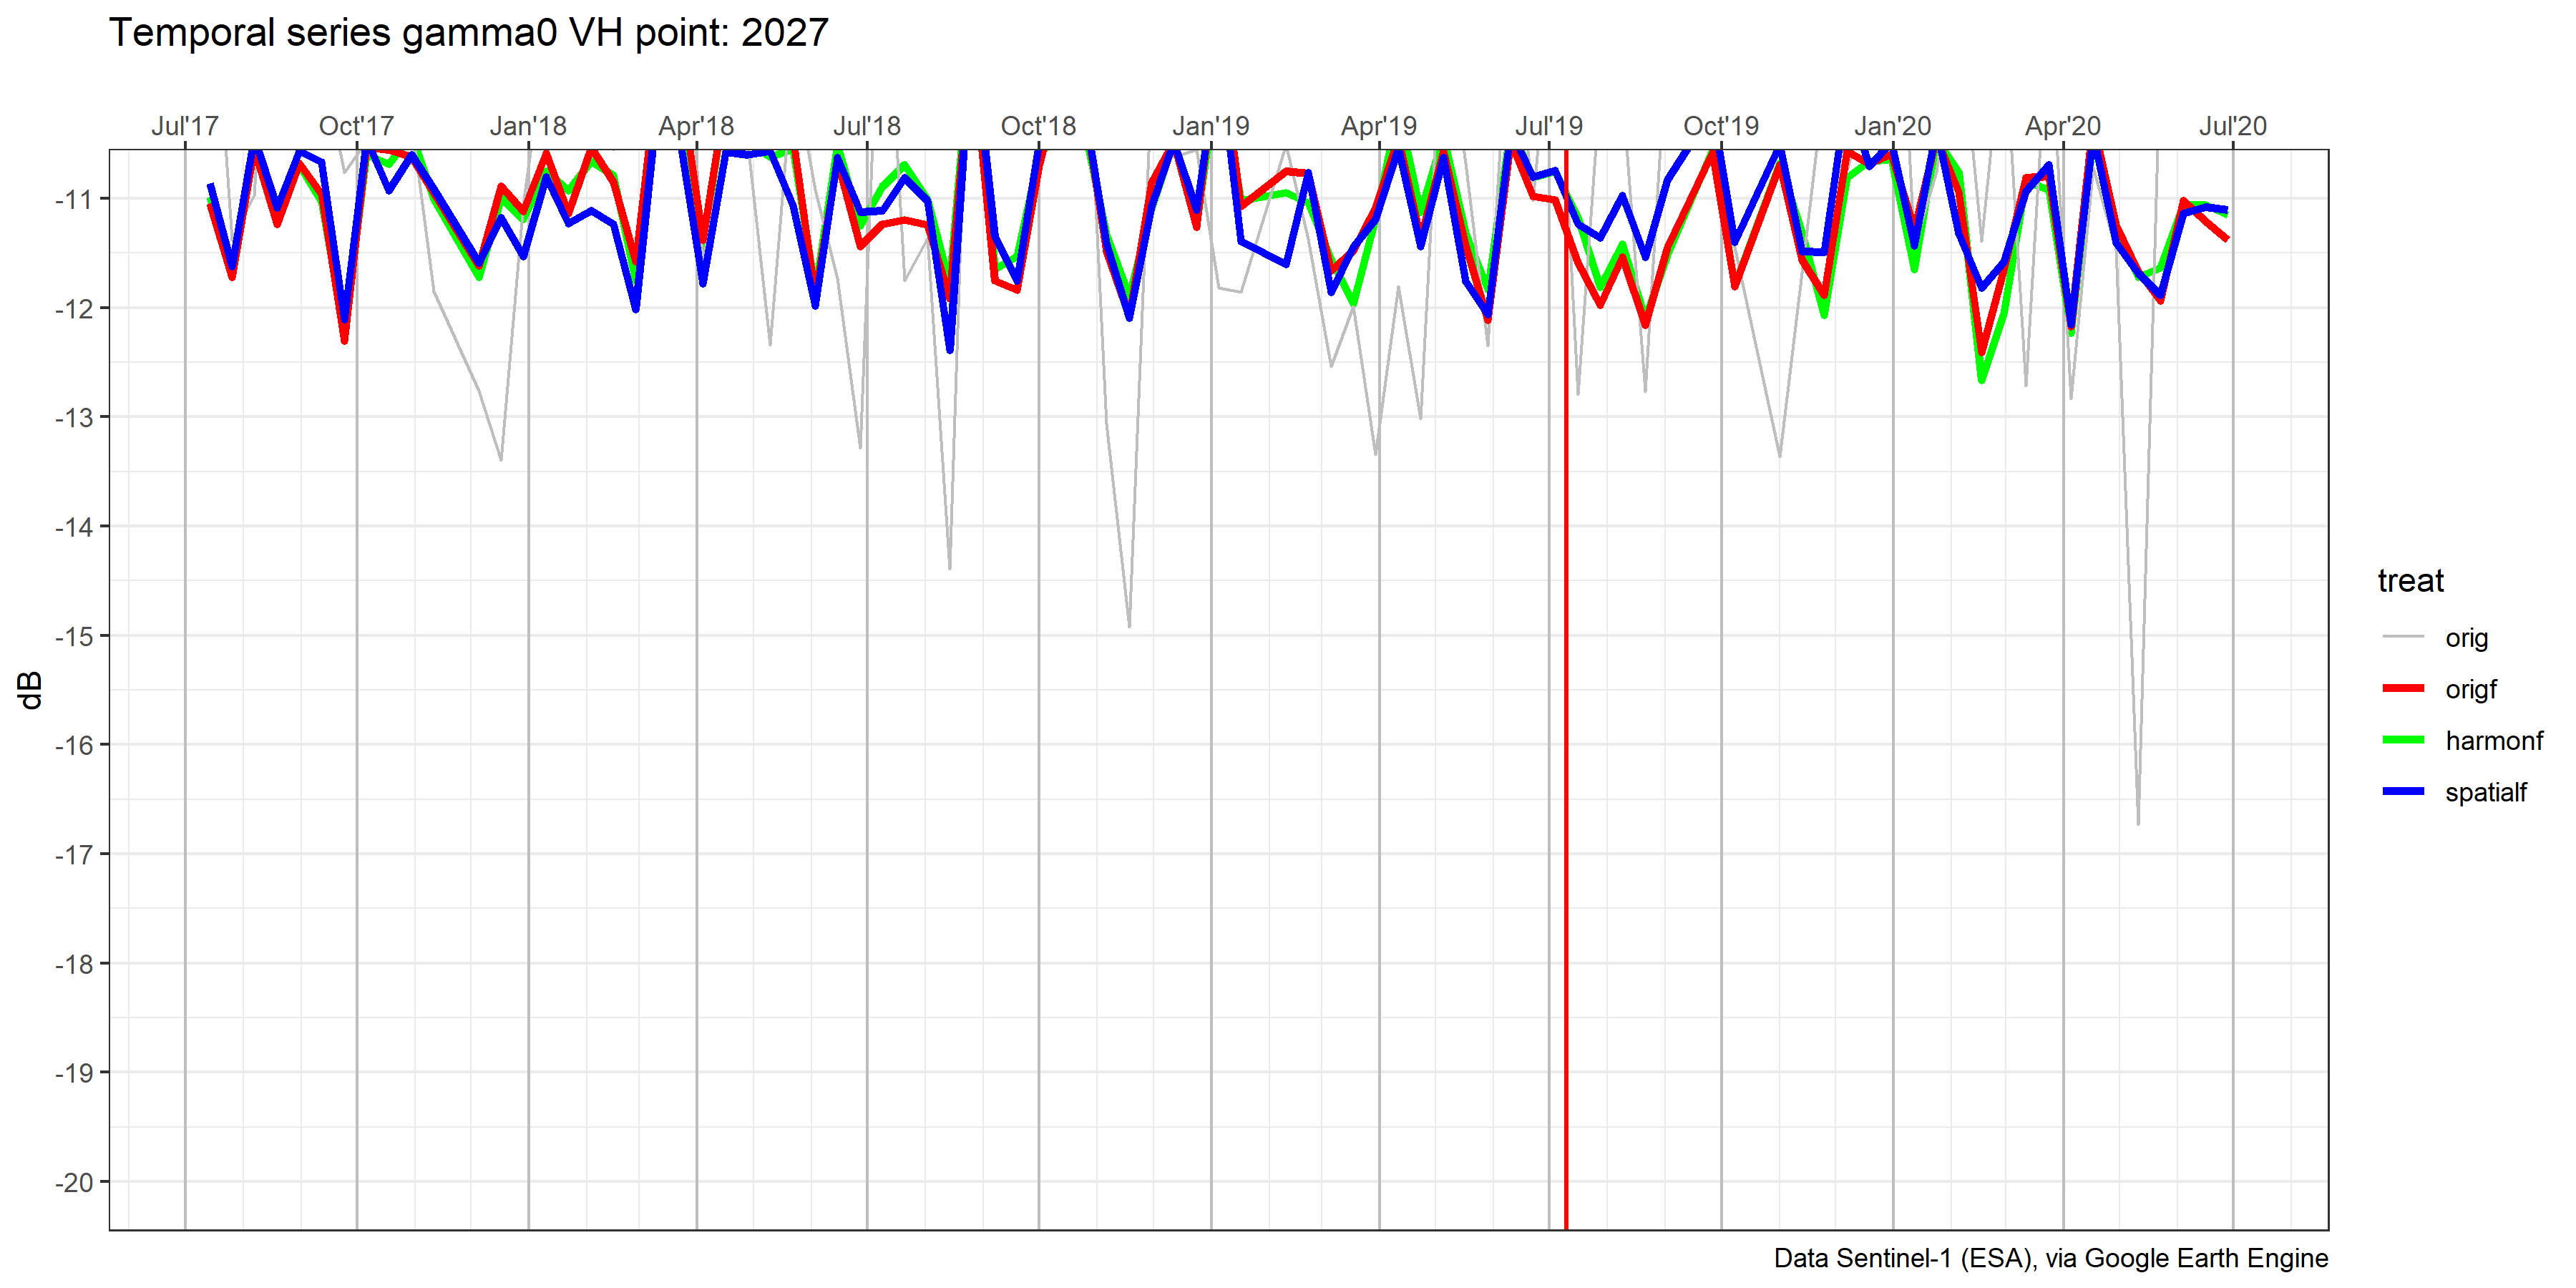 Temporal series gamma0 VH point: 2027
Jul'17 Oct'17 Jan'18 Apr'18 Jul'18 Oct'18 Jan'19 Apr'19 Jul'19 Oct'19 Jan'20 Apr'20 Jul'20
-11
-12
-13
-14
-15
-16
-17
-18
-19
-20
dB
treat
orig
origf
harmonf
spatialf
Data Sentinel-1 (ESA), via Google Earth Engine